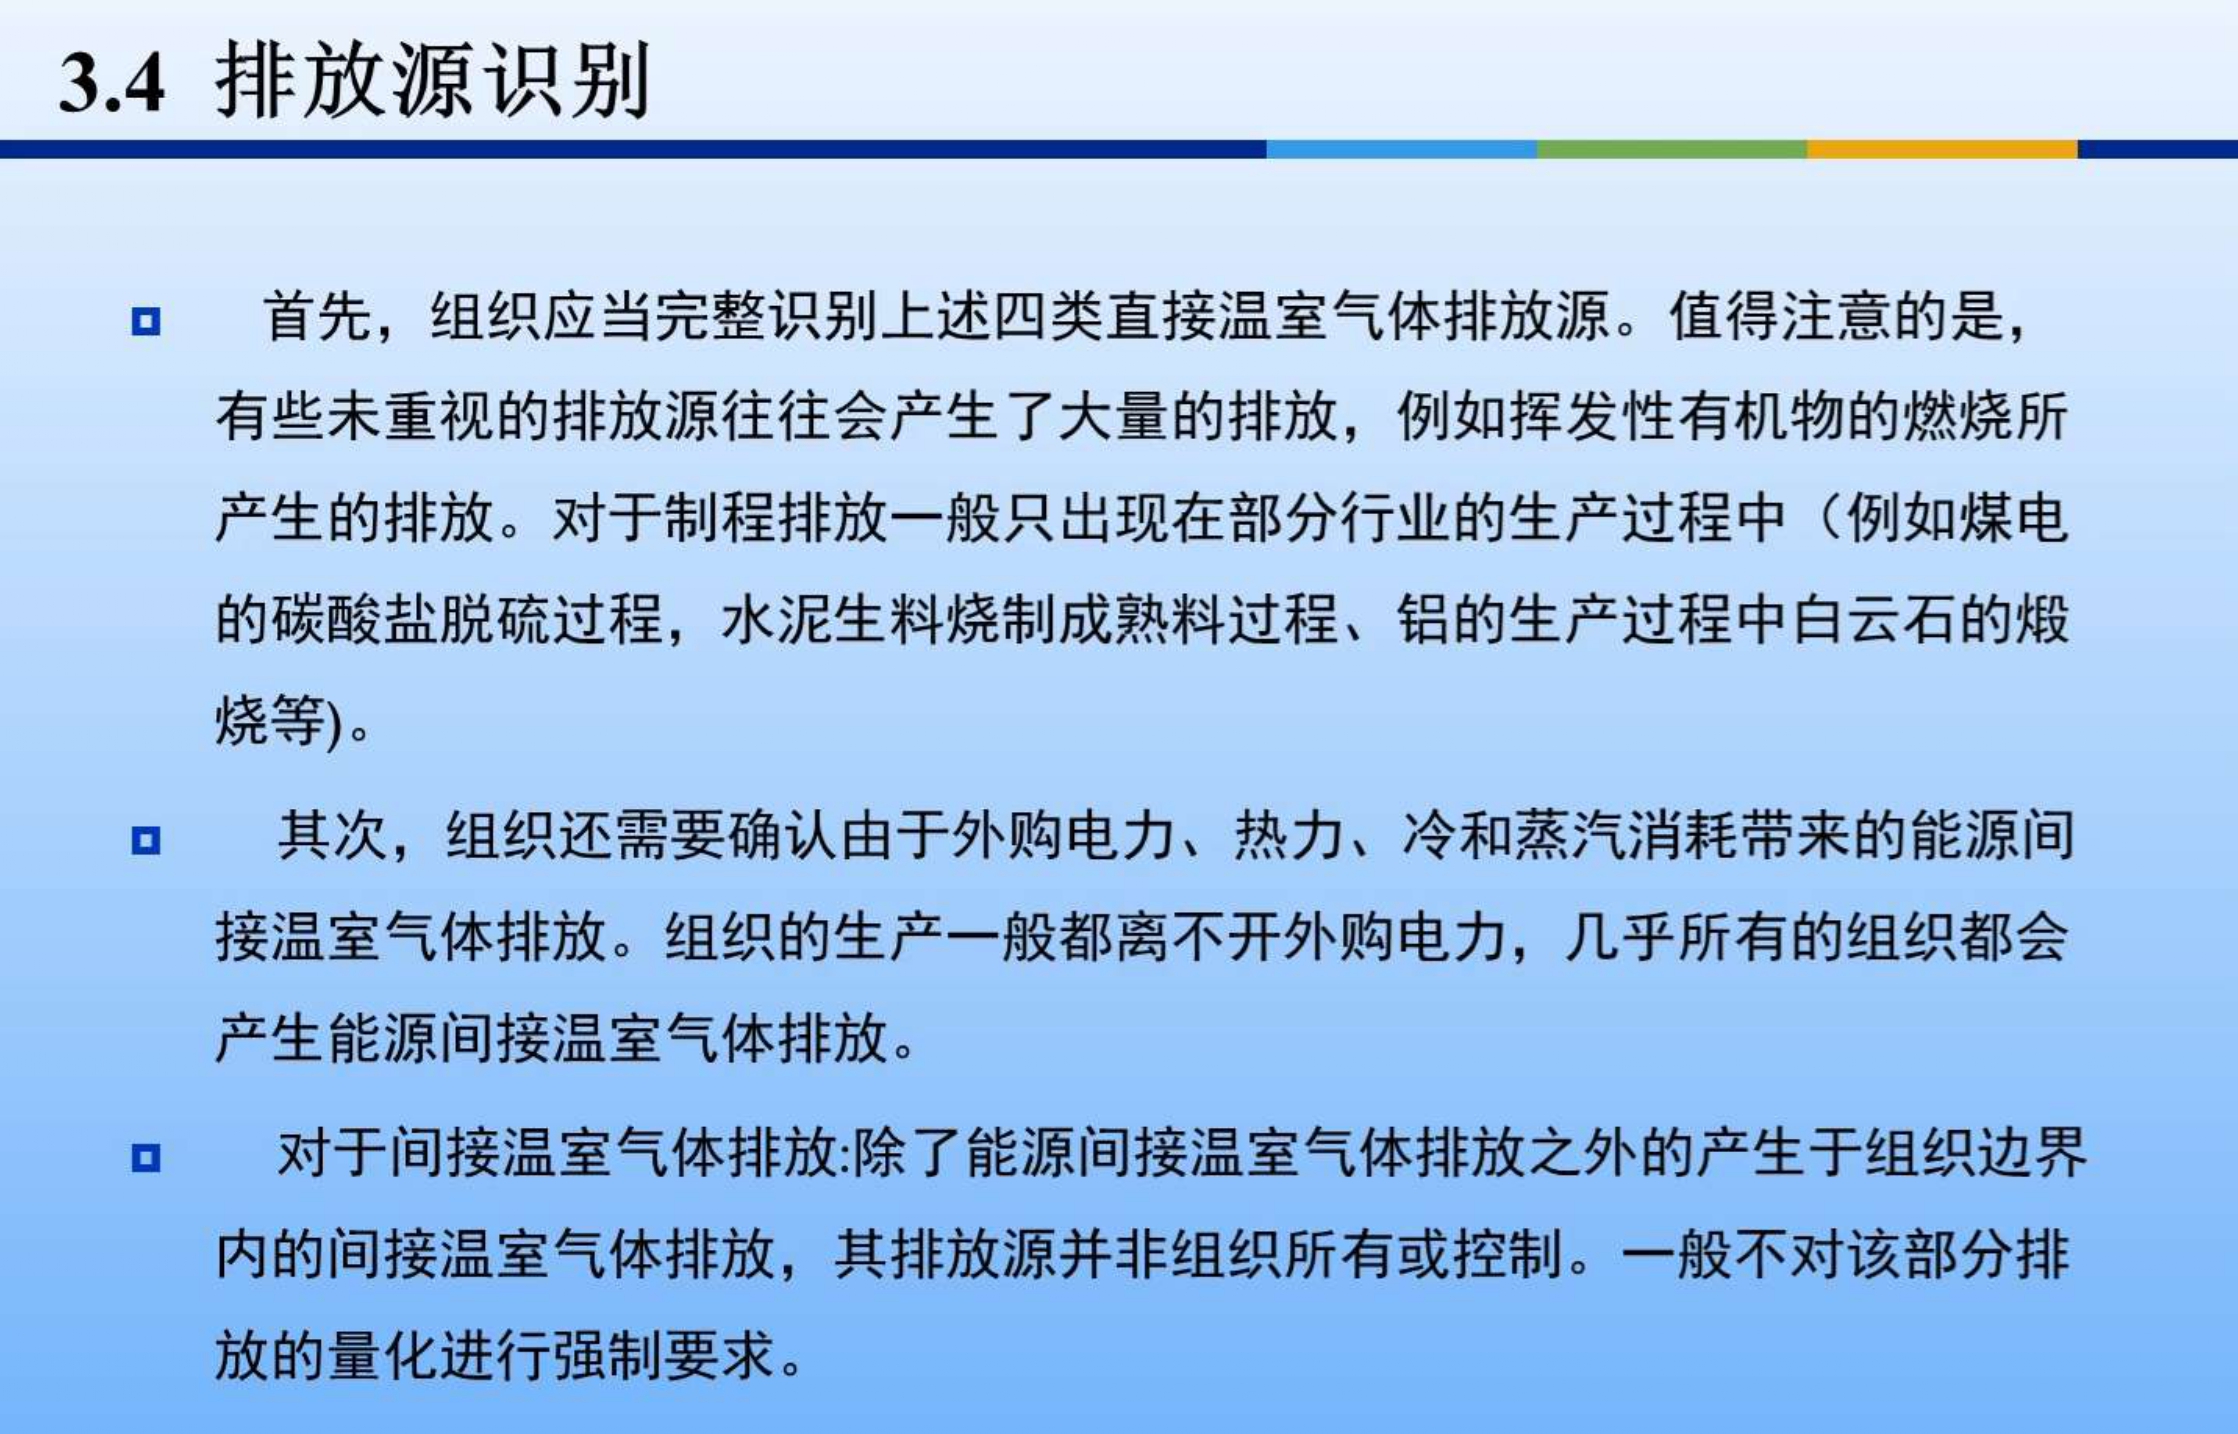 3.4 排放源识别
首先，组织应当完整识别上述四类直接温室气体排放源。值得注意的是，
有些未重视的排放源往往会产生了大量的排放，例如挥发性有机物的燃烧所
产生的排放。对于制程排放一般只出现在部分行业的生产过程中（例如煤电
的碳酸盐脱硫过程，水泥生料烧制成熟料过程、铝的生产过程中白云石的煅
烧等)。
其次，组织还需要确认由于外购电力、热力、冷和蒸汽消耗带来的能源间
接温室气体排放。组织的生产一般都离不开外购电力，几乎所有的组织都会
产生能源间接温室气体排放。
对于间接温室气体排放:除了能源间接温室气体排放之外的产生于组织边界
内的间接温室气体排放，其排放源并非组织所有或控制。一般不对该部分排
放的量化进行强制要求。